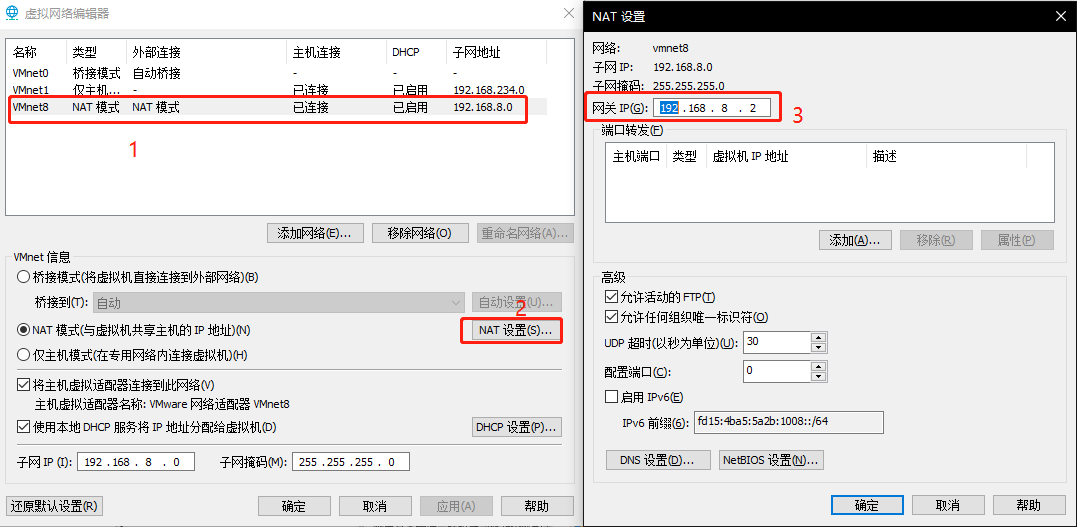 虚拟网络编辑器
名称 类型 外部连接 主机连接 DHCP 子网地址
VMnet0 桥接模式 自动桥接 - - -
VMnet1 仅主机... - 已连接 已启用 192.168.234.0
VMnet8 NAT 模式 NAT 模式 已连接 已启用 192.168.8.0
1
添加网络(E)... 移除网络(O) 重命名网络(A)...
VMnet 信息
桥接模式(将虚拟机直接连接到外部网络)(B)
桥接到(T): 自动 自动设置(U)...
2
NAT 模式(与虚拟机共享主机的 IP 地址)(N) NAT 设置(S)...
仅主机模式(在专用网络内连接虚拟机)(H)
将主机虚拟适配器连接到此网络(V)
主机虚拟适配器名称: VMware 网络适配器 VMnet8
使用本地 DHCP 服务将 IP 地址分配给虚拟机(D) DHCP 设置(P)...
子网 IP (I): 192 .168 . 8 . 0 子网掩码(M): 255 .255 .255 . 0
还原默认设置(R) 确定 取消 应用(A) 帮助
NAT 设置
网络: vmnet8
子网 IP: 192.168.8.0
子网掩码: 255.255.255.0
网关 IP(G): 192 .168 . 8 . 2
3
端口转发(F)
主机端口 类型 虚拟机 IP 地址 描述
添加(A)... 移除(R) 属性(P)
高级
允许活动的 FTP(T)
允许任何组织唯一标识符(O)
UDP 超时(以秒为单位)(U): 30
配置端口(C): 0
启用 IPv6(E)
IPv6 前缀(6): fd15:4ba5:5a2b:1008::/64
DNS 设置(D)... NetBIOS 设置(N)...
确定 取消 帮助